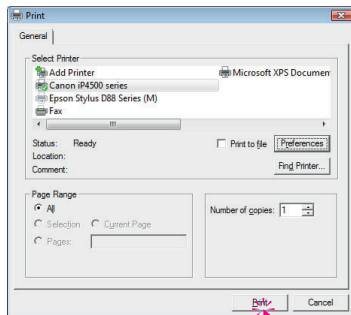 Print
General
Select Printer
Add Printer
Microsoft XPS Documen
Canon iP4500 series
Epson Stylus D88 Series (M)
Fax
Status: Ready
Print to file
Preferences
Location:
Comment:
Find Printer...
Page Range
All
Number of copies: 1
Selection
Current Page
Pages:
Print
Cancel